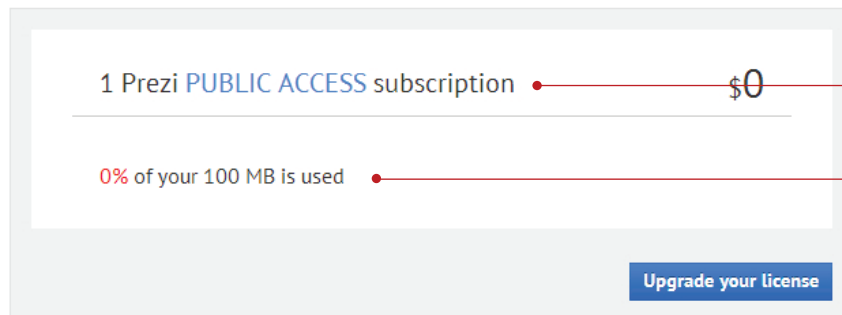 1 Prezi PUBLIC ACCESS subscription $0
0% of your 100 MB is used
Upgrade your license